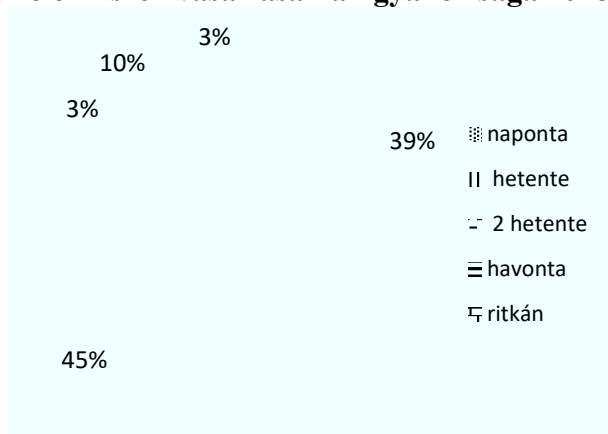 3%
10%
3%
39%
45%
naponta
hetente
2 hetente
havonta
ritkán